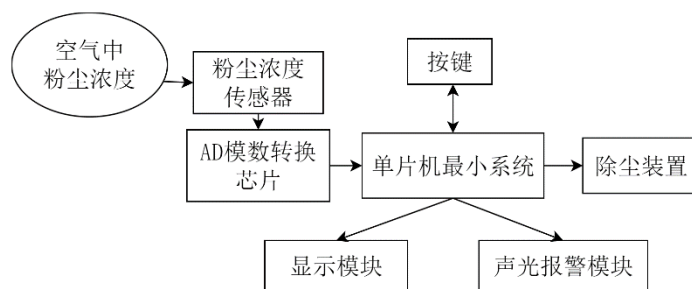 空气中
粉尘浓度
粉尘浓度
传感器
按键
AD模数转换
芯片
单片机最小系统
除尘装置
显示模块
声光报警模块